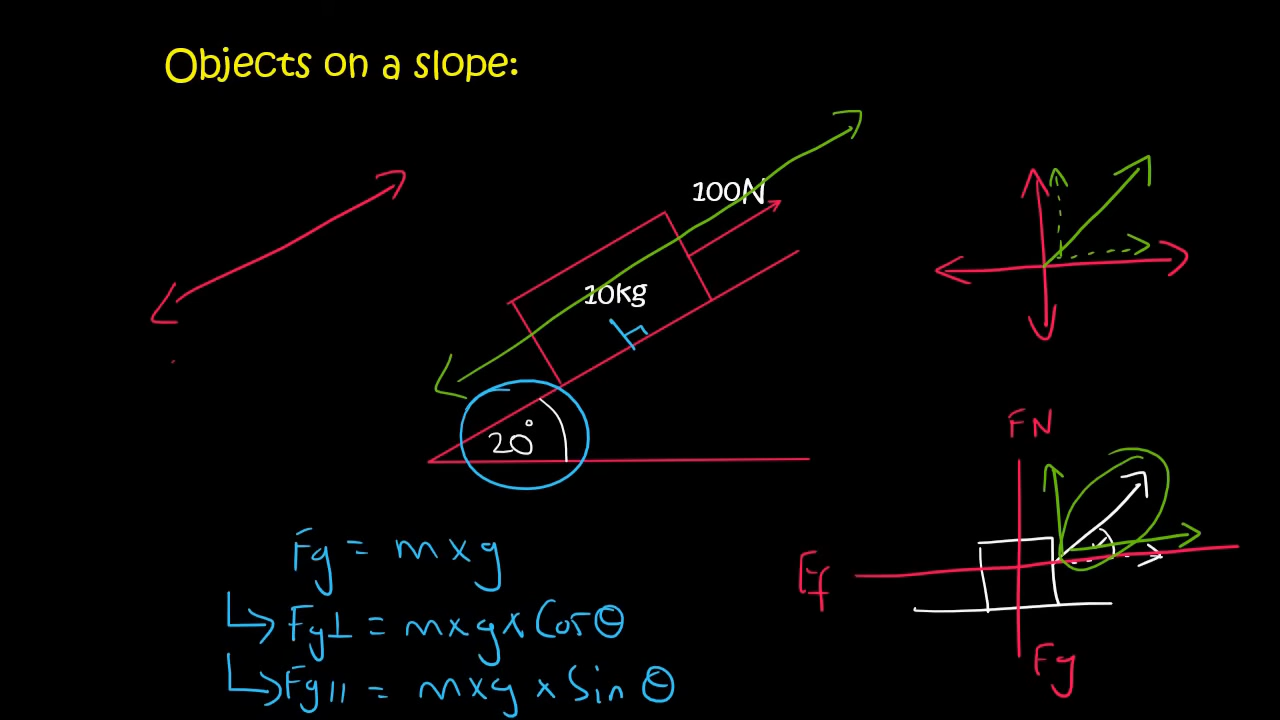 Objects on a slope:
100N
10kg
20°
FN
Ff
Fg
Fg = m x g
Fg⊥ = m x g x Cos θ
Fg|| = m x g x Sin θ